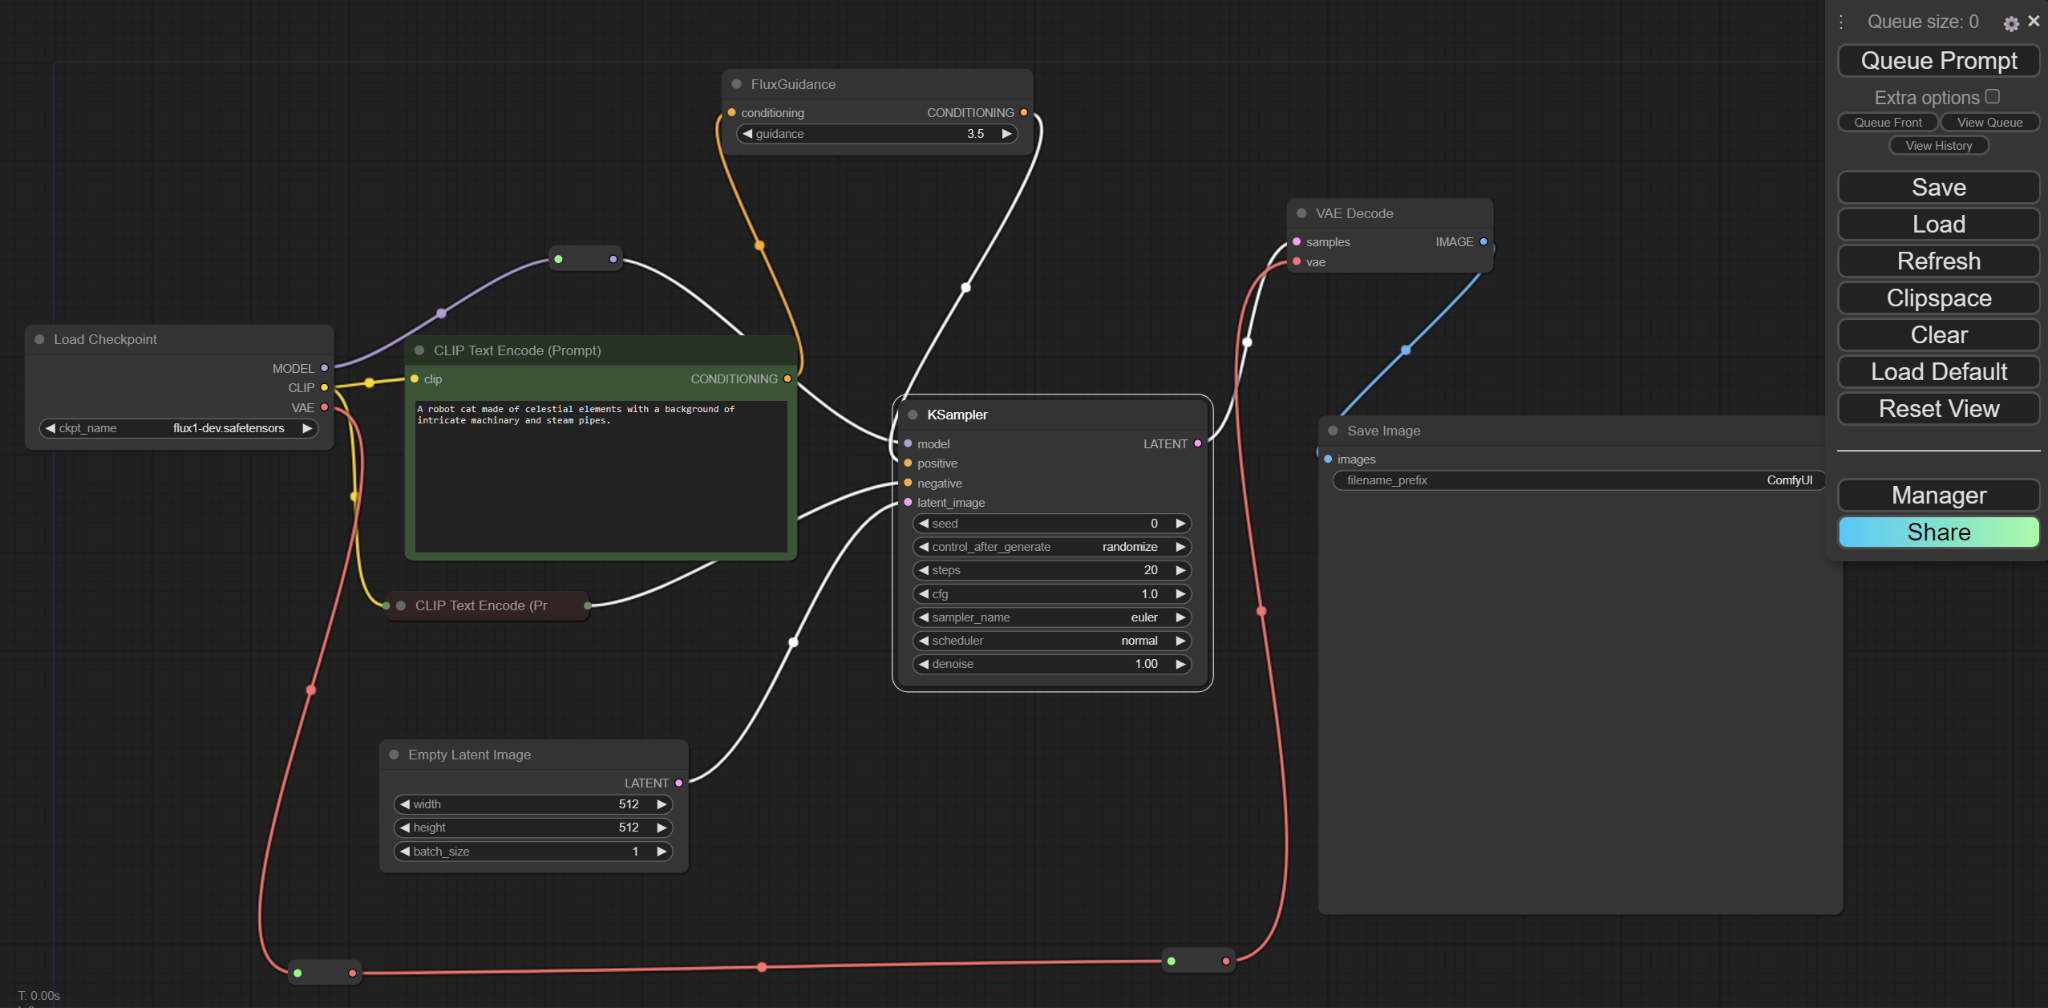 FluxGuidance
conditioning CONDITIONING
guidance 3.5
Load Checkpoint
MODEL
CLIP
VAE
ckpt_name flux1-dev.safetensors
CLIP Text Encode (Prompt)
clip CONDITIONING
A robot cat made of celestial elements with a background of
intricate machinary and steam pipes.
CLIP Text Encode (Pr
Empty Latent Image
LATENT
width 512
height 512
batch_size 1
KSampler
model LATENT
positive
negative
latent_image
seed 0
control_after_generate randomize
steps 20
cfg 1.0
sampler_name euler
scheduler normal
denoise 1.00
VAE Decode
samples IMAGE
vae
Save Image
images
filename_prefix ComfyUI
Queue size: 0
Queue Prompt
Extra options
Queue Front View Queue
View History
Save
Load
Refresh
Clipspace
Clear
Load Default
Reset View
Manager
Share
T: 0.00s